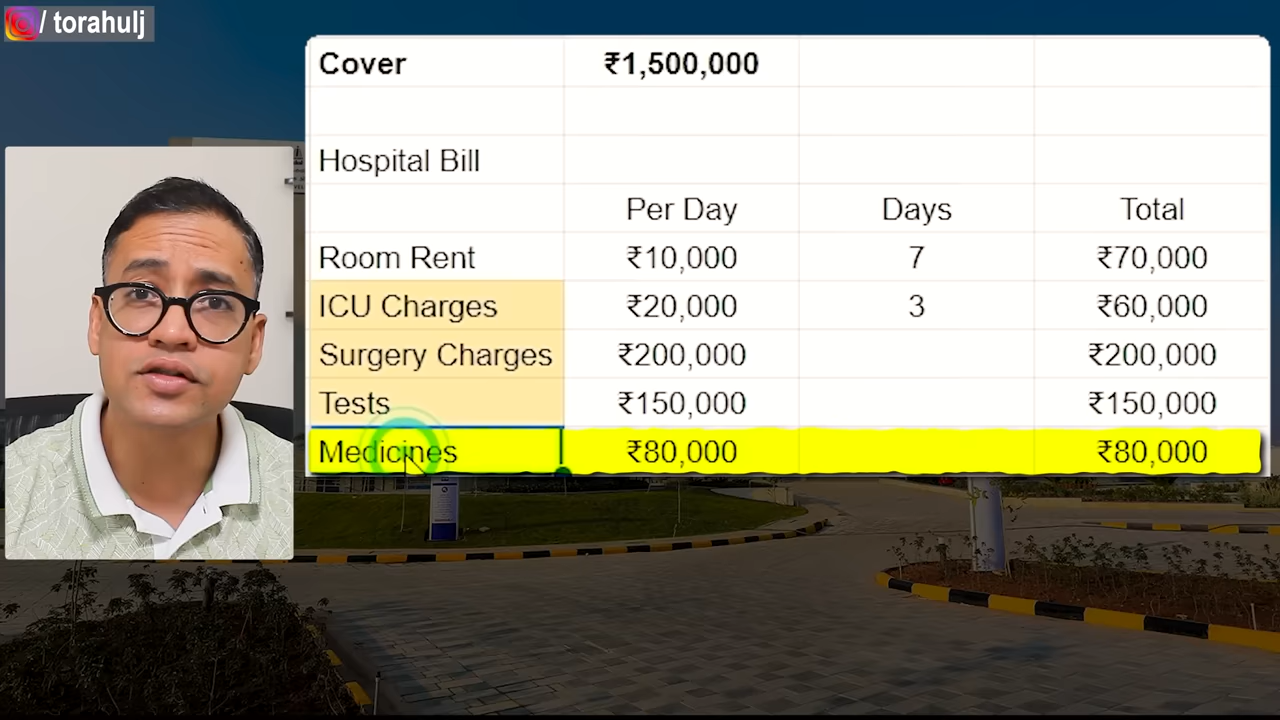 / torahulj
Cover ₹1,500,000
Hospital Bill
Per Day Days Total
Room Rent ₹10,000 7 ₹70,000
ICU Charges ₹20,000 3 ₹60,000
Surgery Charges ₹200,000 ₹200,000
Tests ₹150,000 ₹150,000
Medicines ₹80,000 ₹80,000